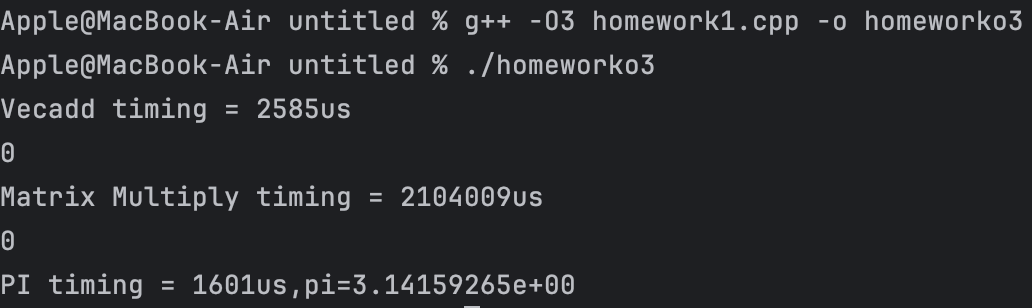 Apple@MacBook-Air untitled % g++ -O3 homework1.cpp -o homeworko3
Apple@MacBook-Air untitled % ./homeworko3
Vecadd timing = 2585us
0
Matrix Multiply timing = 2104009us
0
PI timing = 1601us,pi=3.14159265e+00